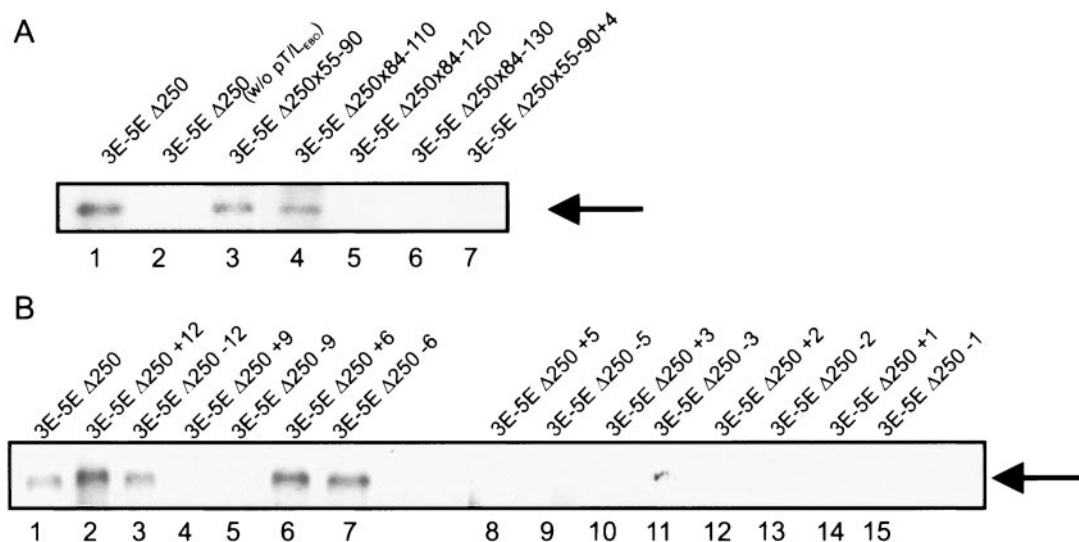 A
3E-5E Δ250
3E-5E Δ250 (w/o pT/L_EBO)
3E-5E Δ250x55-90
3E-5E Δ250x84-110
3E-5E Δ250x84-120
3E-5E Δ250x84-130
3E-5E Δ250x55-90+4
1 2 3 4 5 6 7
B
3E-5E Δ250
3E-5E Δ250 +12
3E-5E Δ250 -12
3E-5E Δ250 +9
3E-5E Δ250 -9
3E-5E Δ250 +6
3E-5E Δ250 -6
3E-5E Δ250 +5
3E-5E Δ250 -5
3E-5E Δ250 +3
3E-5E Δ250 -3
3E-5E Δ250 +2
3E-5E Δ250 -2
3E-5E Δ250 +1
3E-5E Δ250 -1
1 2 3 4 5 6 7 8 9 10 11 12 13 14 15